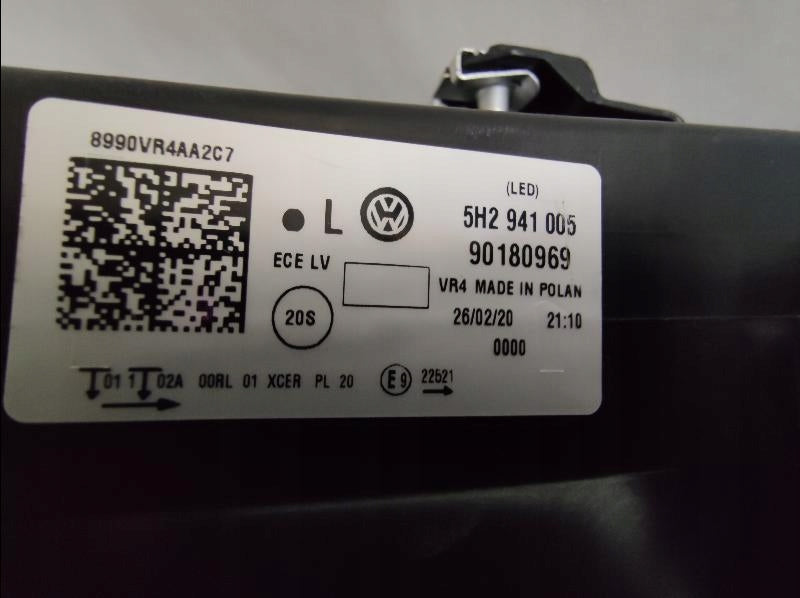 8990VR4AA2C7
L
(LED)
5H2 941 005
ECE LV
90180969
VR4 MADE IN POLAN
20S
26/02/20 21:10
0000
01 1 02A 00RL 01 XCER PL 20 E9 22521